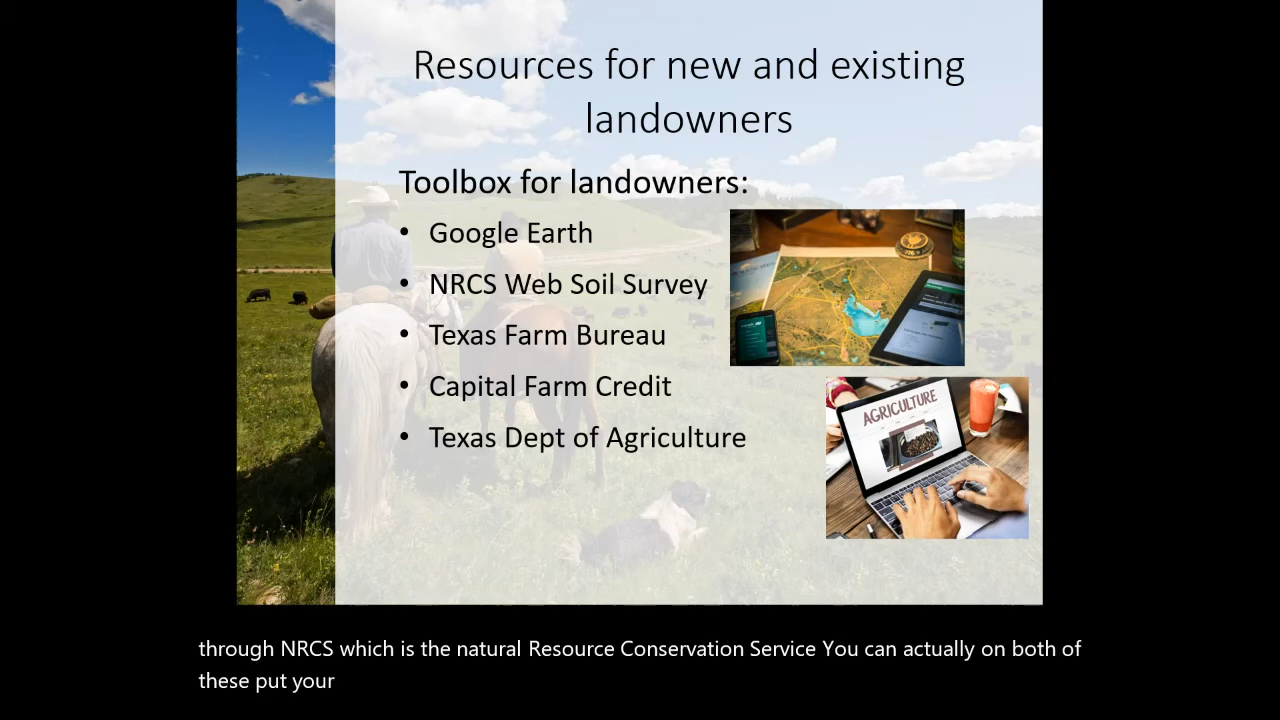 Resources for new and existing
landowners
Toolbox for landowners:
• Google Earth
• NRCS Web Soil Survey
• Texas Farm Bureau
• Capital Farm Credit
• Texas Dept of Agriculture
AGRICULTURE
through NRCS which is the natural Resource Conservation Service You can actually on both of
these put your